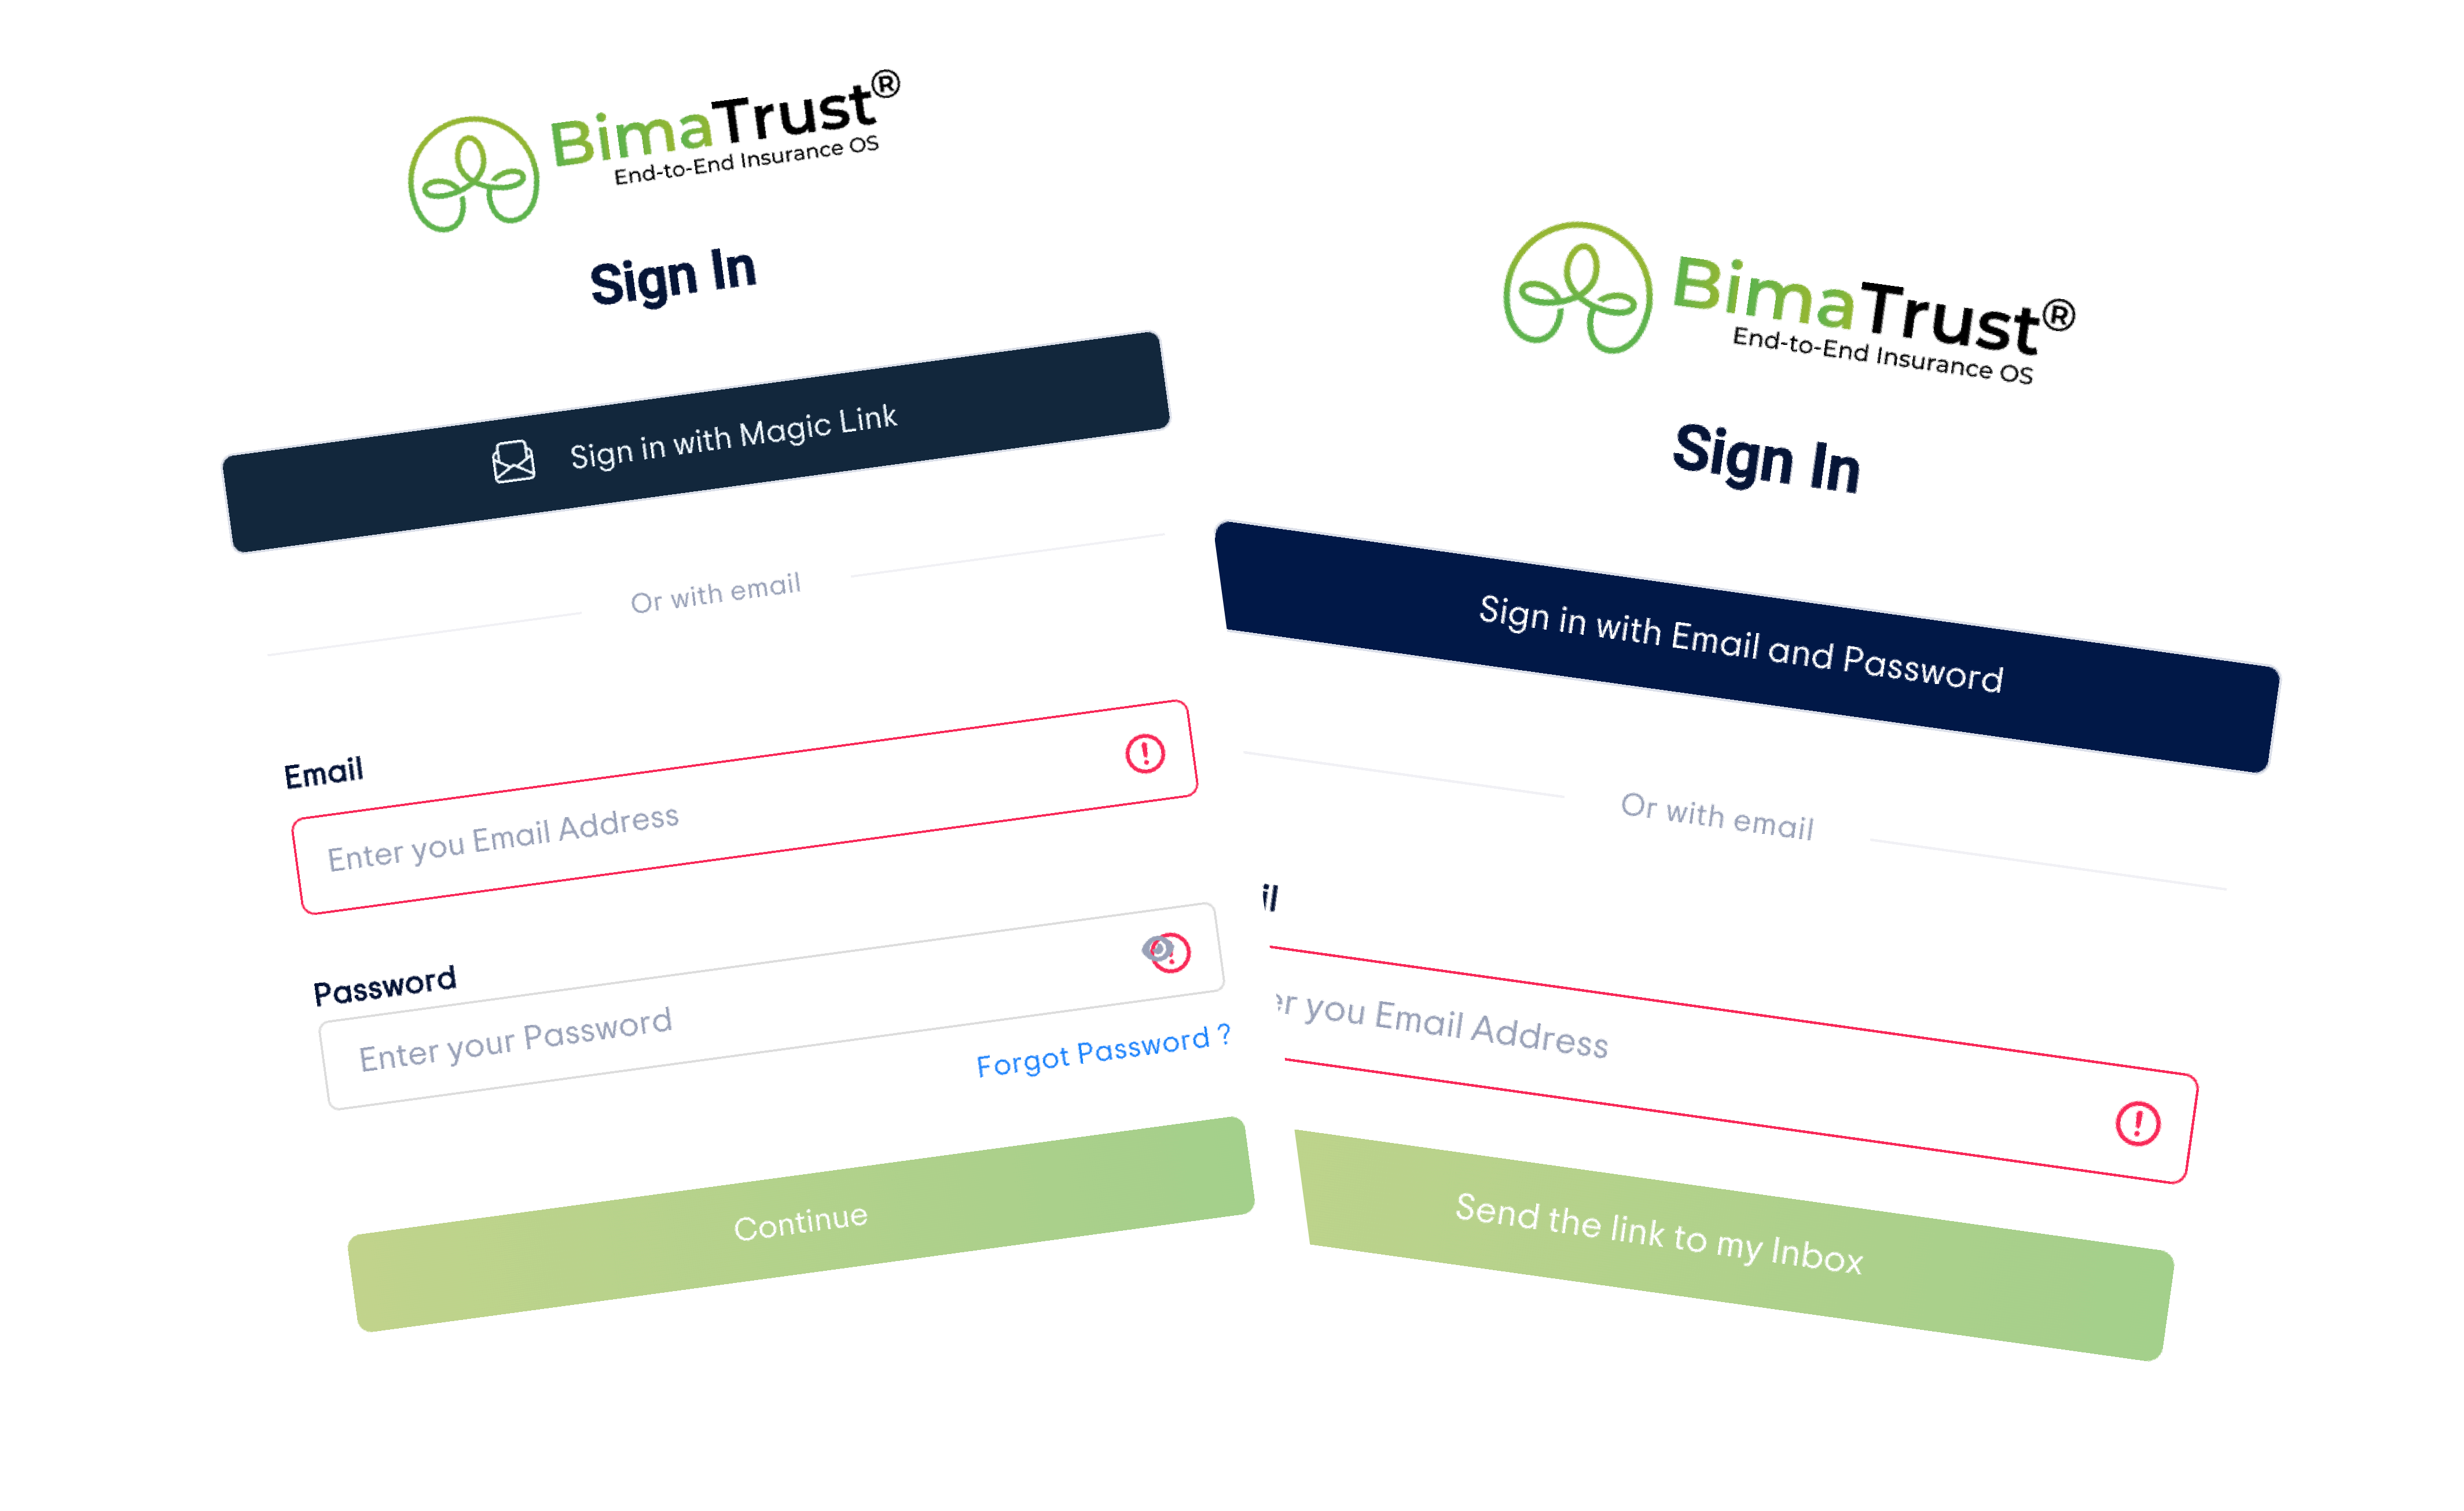 BimaTrust®
End-to-End Insurance OS
Sign In
Sign in with Magic Link
Or with email
Email
Enter you Email Address
Password
Enter your Password
Forgot Password ?
Continue
BimaTrust®
End-to-End Insurance OS
Sign In
Sign in with Email and Password
Or with email
you Email Address
Send the link to my Inbox